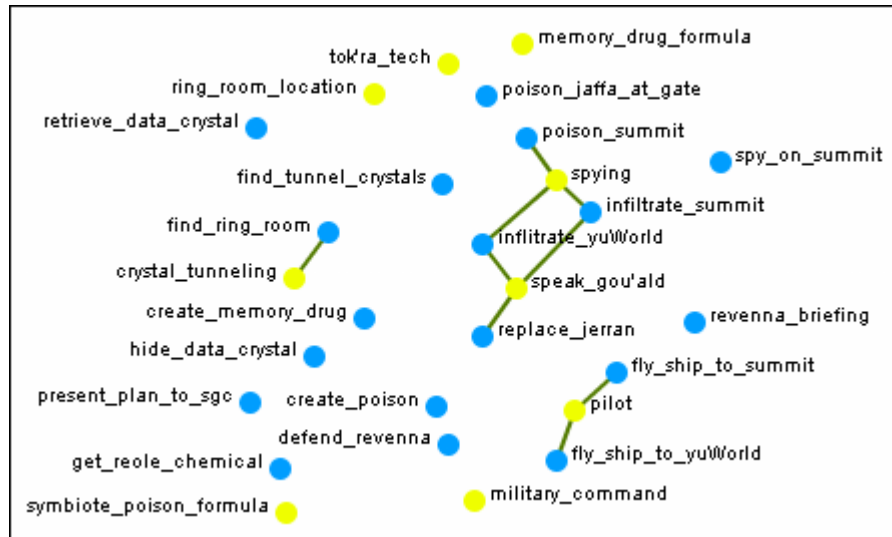 memory_drug_formula
tok'ra_tech
ring_room_location
poison_jaffa_at_gate
retrieve_data_crystal
poison_summit
spy_on_summit
spying
find_tunnel_crystals
infiltrate_summit
find_ring_room
inflitrate_yuWorld
crystal_tunneling
speak_gou'ald
create_memory_drug
revenna_briefing
replace_jerran
hide_data_crystal
fly_ship_to_summit
present_plan_to_sgc
create_poison
pilot
defend_revenna
fly_ship_to_yuWorld
get_reole_chemical
military_command
symbiote_poison_formula